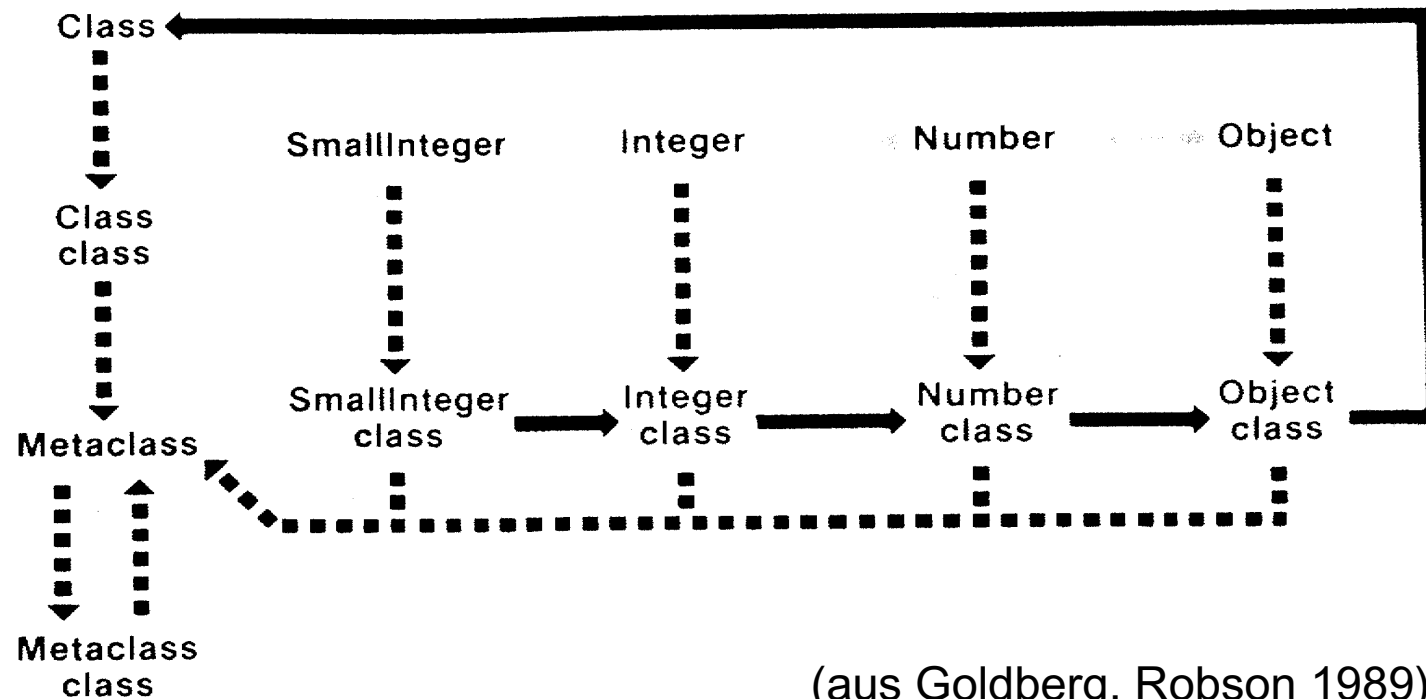 Class
SmallInteger
Integer
Number
Object
Class
class
SmallInteger
class
Integer
class
Number
class
Object
class
Metaclass
Metaclass
class
(aus Goldberg, Robson 1989)